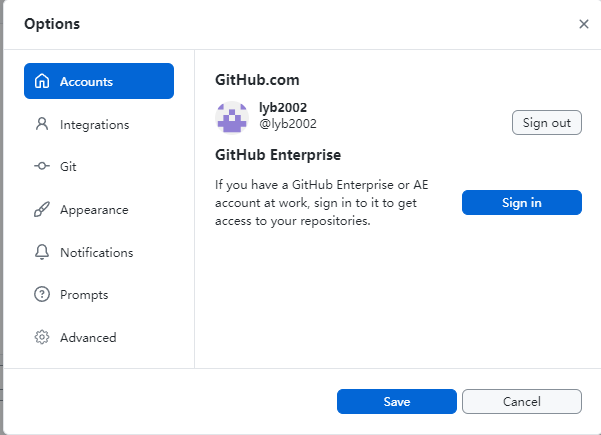 Options
Accounts
Integrations
Git
Appearance
Notifications
Prompts
Advanced
GitHub.com
lyb2002
@lyb2002
Sign out
GitHub Enterprise
If you have a GitHub Enterprise or AE
account at work, sign in to it to get
access to your repositories.
Sign in
Save
Cancel